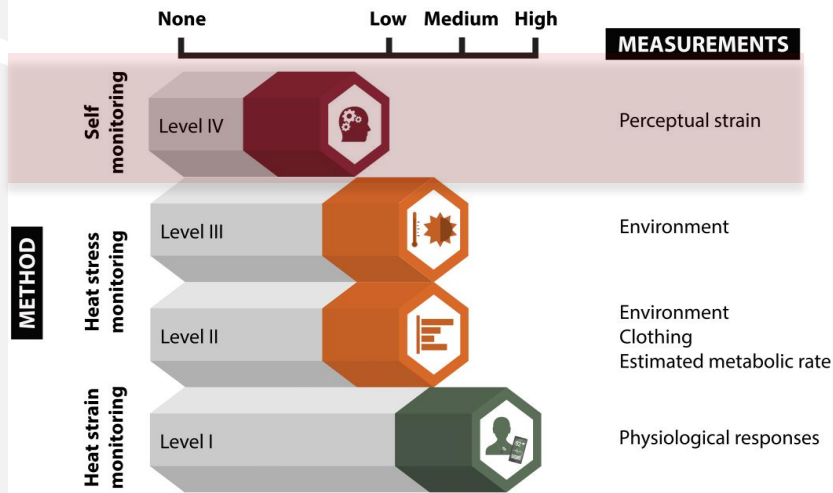 None Low Medium High
MEASUREMENTS
Self
monitoring
Level IV
Perceptual strain
METHOD
Heat stress
monitoring
Level III
Environment
Level II
Environment
Clothing
Estimated metabolic rate
Heat strain
monitoring
Level I
Physiological responses